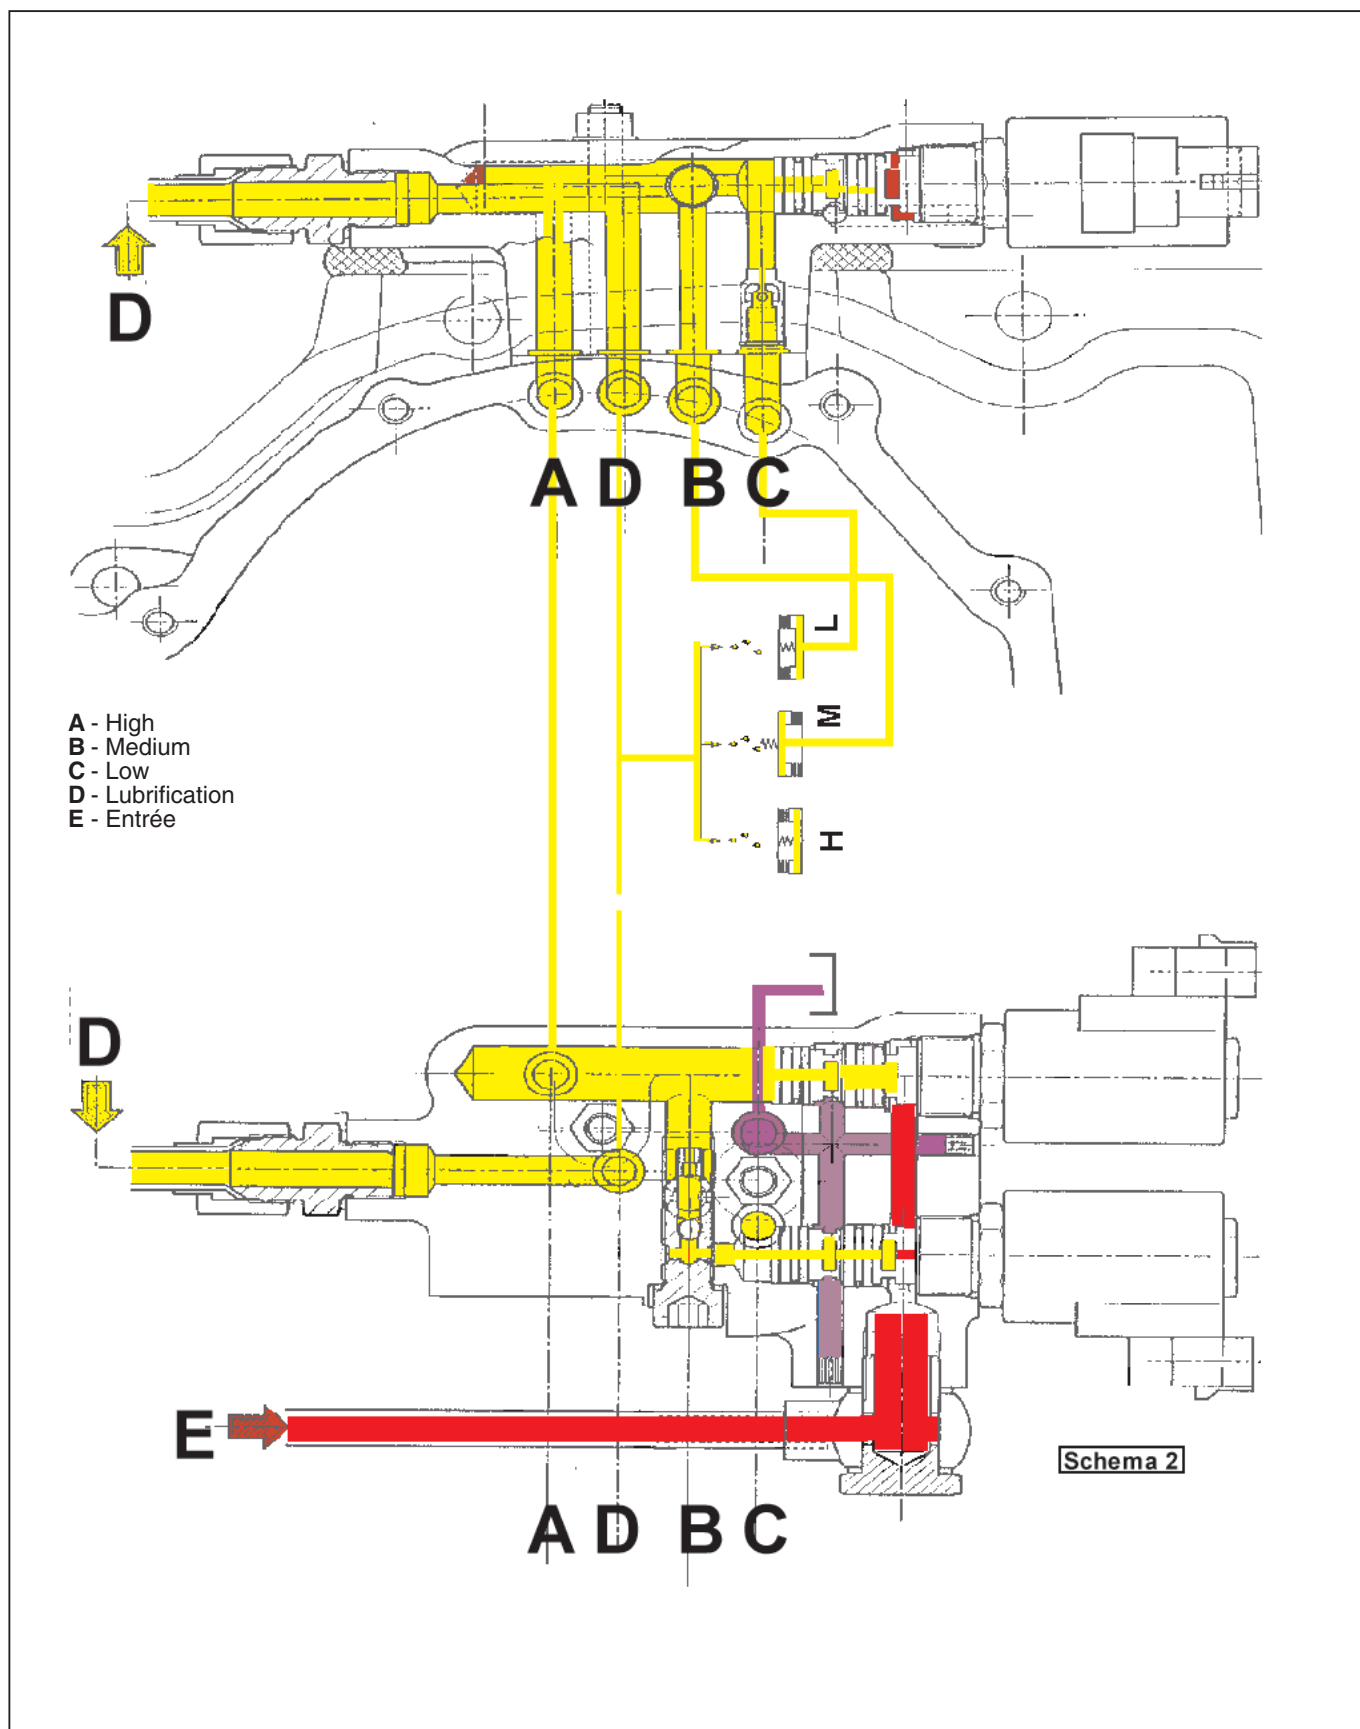 D
A D B C
L
M
H
A - High
B - Medium
C - Low
D - Lubrification
E - Entrée
D
E
Schema 2
A D B C